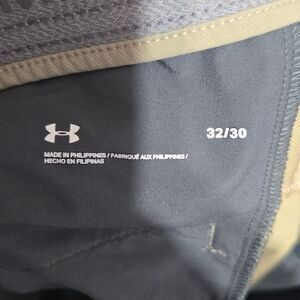 32/30
MADE IN PHILIPPINES / FABRIQUÉ AUX PHILIPPINES /
HECHO EN FILIPINAS